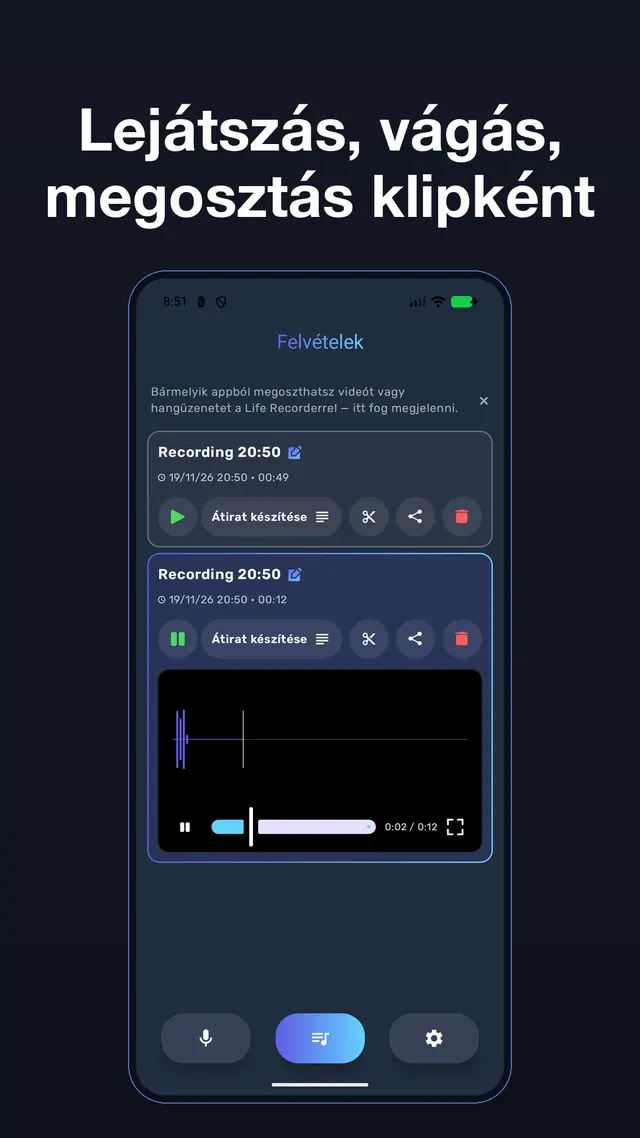 Lejátszás, vágás,
megosztás klipként
8:51
Felvételek
Bármelyik appból megoszthatsz videót vagy
hangüzenetet a Life Recorderrel — itt fog megjelenni.
Recording 20:50
19/11/26 20:50 • 00:49
Átirat készítése
Recording 20:50
19/11/26 20:50 • 00:12
Átirat készítése
0:02 / 0:12